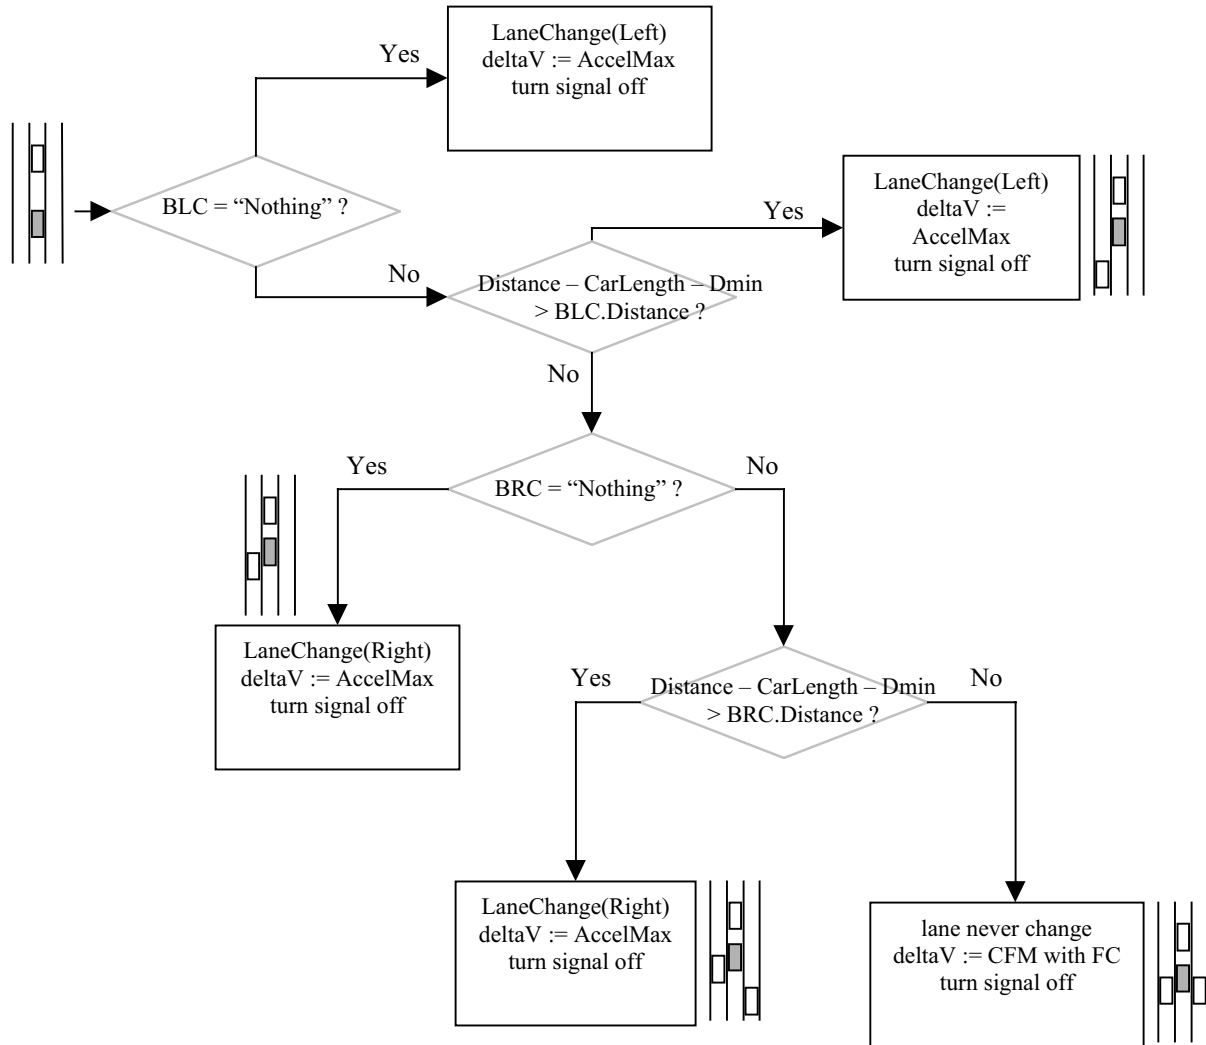 LaneChange(Left)
deltaV := AccelMax
turn signal off
Yes
BLC = “Nothing” ?
LaneChange(Left)
deltaV :=
AccelMax
turn signal off
Yes
No
Distance – CarLength – Dmin
> BLC.Distance ?
No
Yes
No
BRC = “Nothing” ?
LaneChange(Right)
deltaV := AccelMax
turn signal off
Yes
Distance – CarLength – Dmin
> BRC.Distance ?
No
LaneChange(Right)
deltaV := AccelMax
turn signal off
lane never change
deltaV := CFM with FC
turn signal off